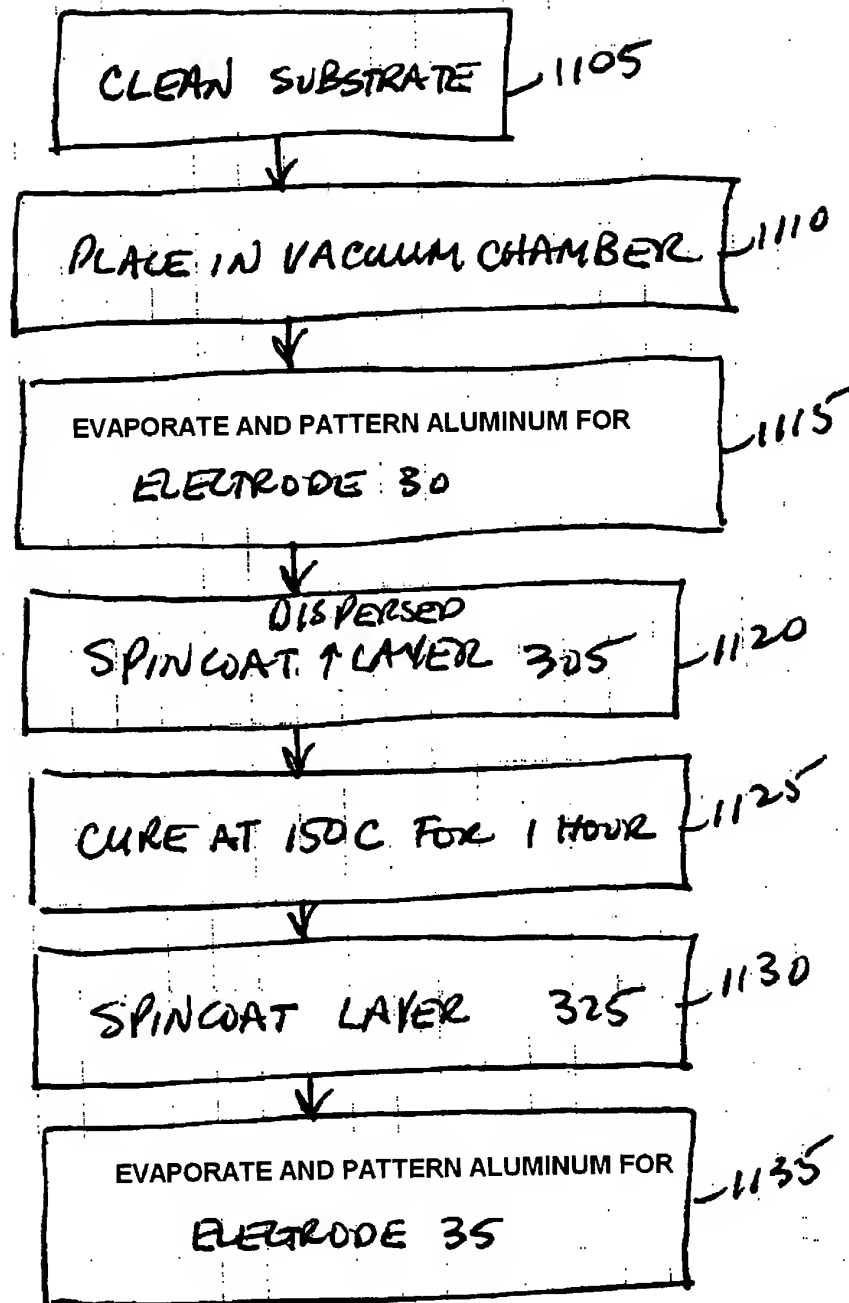 CLEAN SUBSTRATE 1105
PLACE IN VACUUM CHAMBER 1110
EVAPORATE AND PATTERN ALUMINUM FOR
ELECTRODE 30 1115
DISPERSED
SPINCOAT ↑ LAYER 305 1120
CURE AT 150C FOR 1 HOUR 1125
SPINCOAT LAYER 325 1130
EVAPORATE AND PATTERN ALUMINUM FOR
ELECTRODE 35 1135